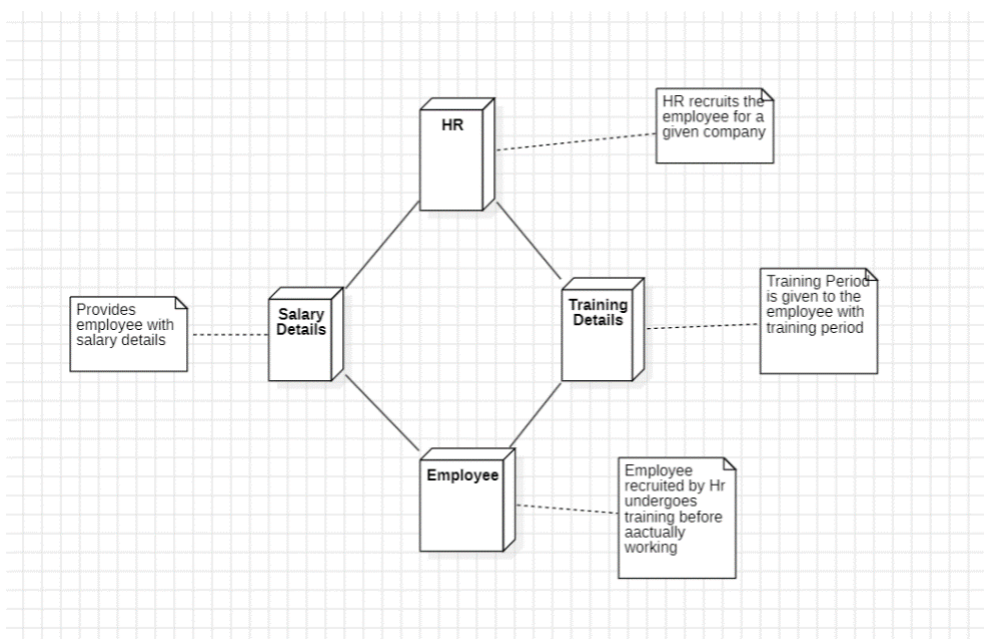 HR
HR recruits the
employee for a
given company
Salary
Details
Training
Details
Training Period
is given to the
employee with
training period
Provides
employee with
salary details
Employee
Employee
recruited by Hr
undergoes
training before
aactually
working